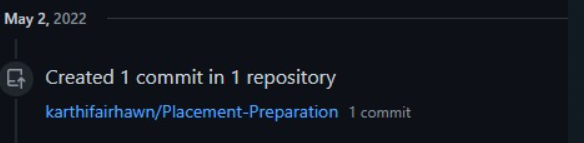 May 2, 2022
Created 1 commit in 1 repository
karthifairhawn/Placement-Preparation 1 commit